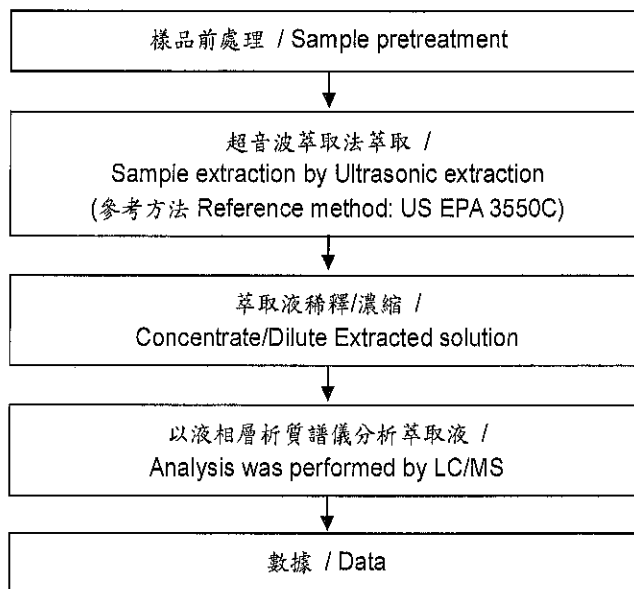 樣品前處理 / Sample pretreatment
超音波萃取法萃取 /
Sample extraction by Ultrasonic extraction
(參考方法 Reference method: US EPA 3550C)
萃取液稀釋/濃縮 /
Concentrate/Dilute Extracted solution
以液相層析質譜儀分析萃取液 /
Analysis was performed by LC/MS
數據 / Data